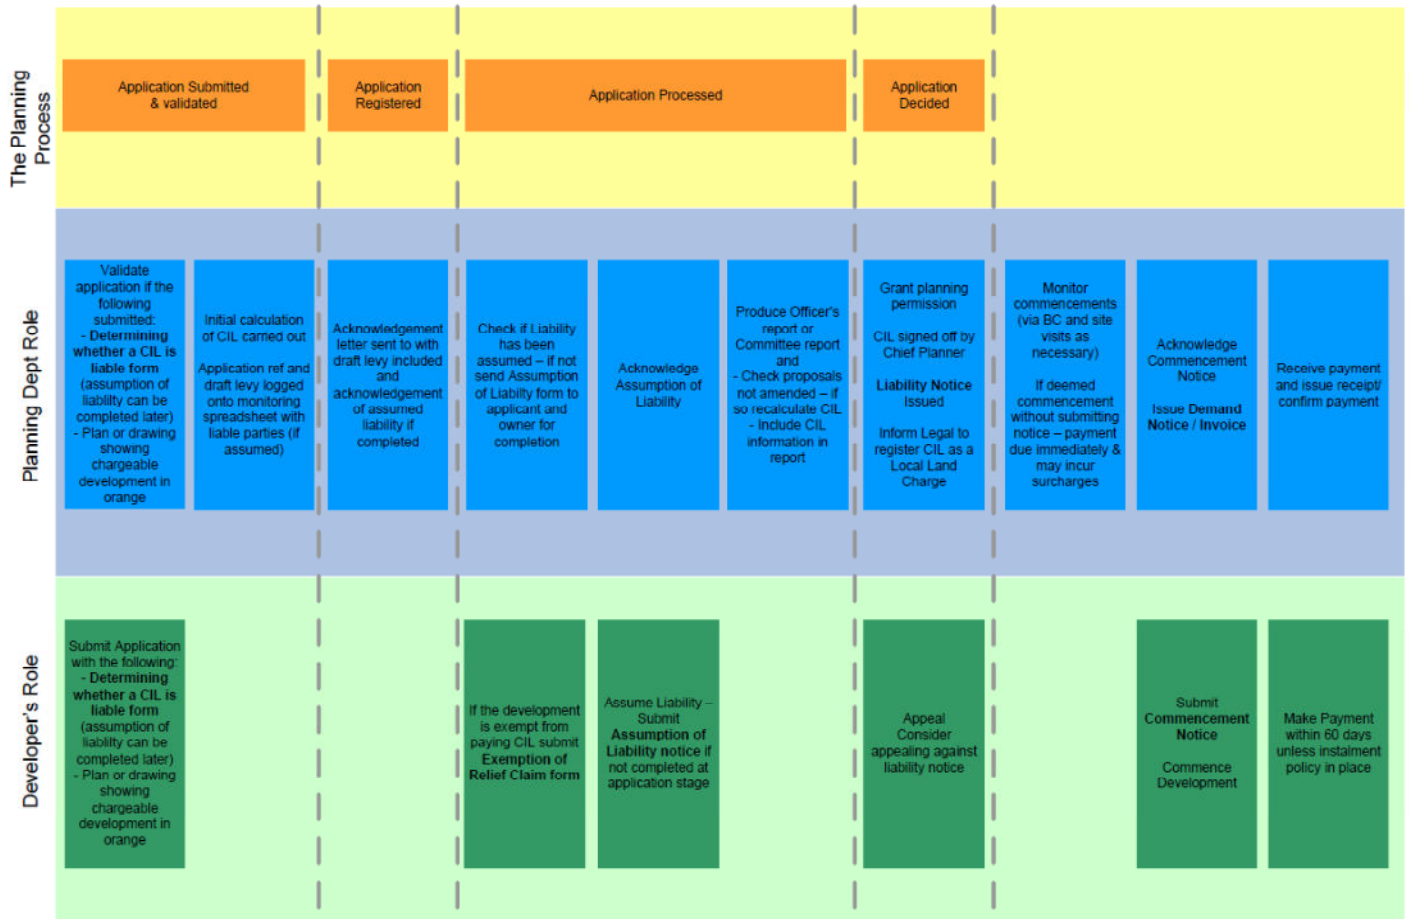 The Planning
Process
Application Submitted
& validated
Application
Registered
Application Processed
Application
Decided
Planning Dept Role
Validate
application if the
following
submitted:
- Determining
whether a CIL is
liable form
(assumption of
liablilty can be
completed later)
- Plan or drawing
showing
chargeable
development in
orange
Initial calculation
of CIL carried out
Application ref and
draft levy logged
onto monitoring
spreadsheet with
liable parties (if
assumed)
Acknowledgement
letter sent to with
draft levy included
and
acknowledgement
of assumed
liability if
completed
Check if Liability
has been
assumed – if not
send Assumption
of Liabilty form to
applicant and
owner for
completion
Acknowledge
Assumption of
Liability
Produce Officer's
report or
Committee report
and
- Check proposals
not amended – if
so recalculate CIL
- Include CIL
information in
report
Grant planning
permission
CIL signed off by
Chief Planner
Liability Notice
Issued
Inform Legal to
register CIL as a
Local Land
Charge
Monitor
commencements
(via BC and site
visits as
necessary)
If deemed
commencement
without submitting
notice – payment
due immediately &
may incur
surcharges
Acknowledge
Commencement
Notice
Issue Demand
Notice / Invoice
Receive payment
and issue receipt/
confirm payment
Developer's Role
Submit Application
with the following:
- Determining
whether a CIL is
liable form
(assumption of
liablilty can be
completed later)
- Plan or drawing
showing
chargeable
development in
orange
If the development
is exempt from
paying CIL submit
Exemption of
Relief Claim form
Assume Liability –
Submit
Assumption of
Liability notice if
not completed at
application stage
Appeal
Consider
appealing against
liability notice
Submit
Commencement
Notice
Commence
Development
Make Payment
within 60 days
unless instalment
policy in place